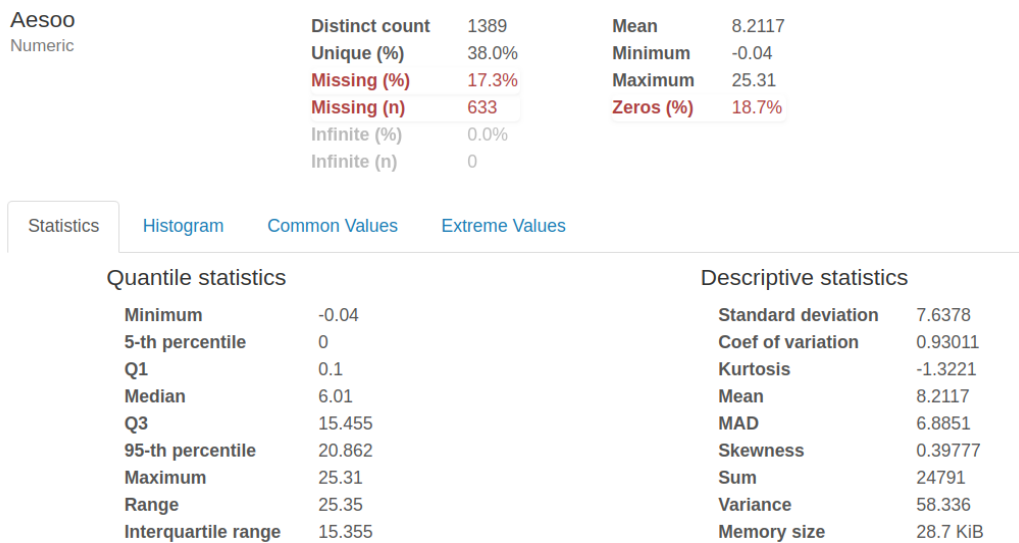 Aesoo
Numeric
Distinct count 1389
Unique (%) 38.0%
Missing (%) 17.3%
Missing (n) 633
Infinite (%) 0.0%
Infinite (n) 0
Mean 8.2117
Minimum -0.04
Maximum 25.31
Zeros (%) 18.7%
Statistics Histogram Common Values Extreme Values
Quantile statistics
Minimum -0.04
5-th percentile 0
Q1 0.1
Median 6.01
Q3 15.455
95-th percentile 20.862
Maximum 25.31
Range 25.35
Interquartile range 15.355
Descriptive statistics
Standard deviation 7.6378
Coef of variation 0.93011
Kurtosis -1.3221
Mean 8.2117
MAD 6.8851
Skewness 0.39777
Sum 24791
Variance 58.336
Memory size 28.7 KiB